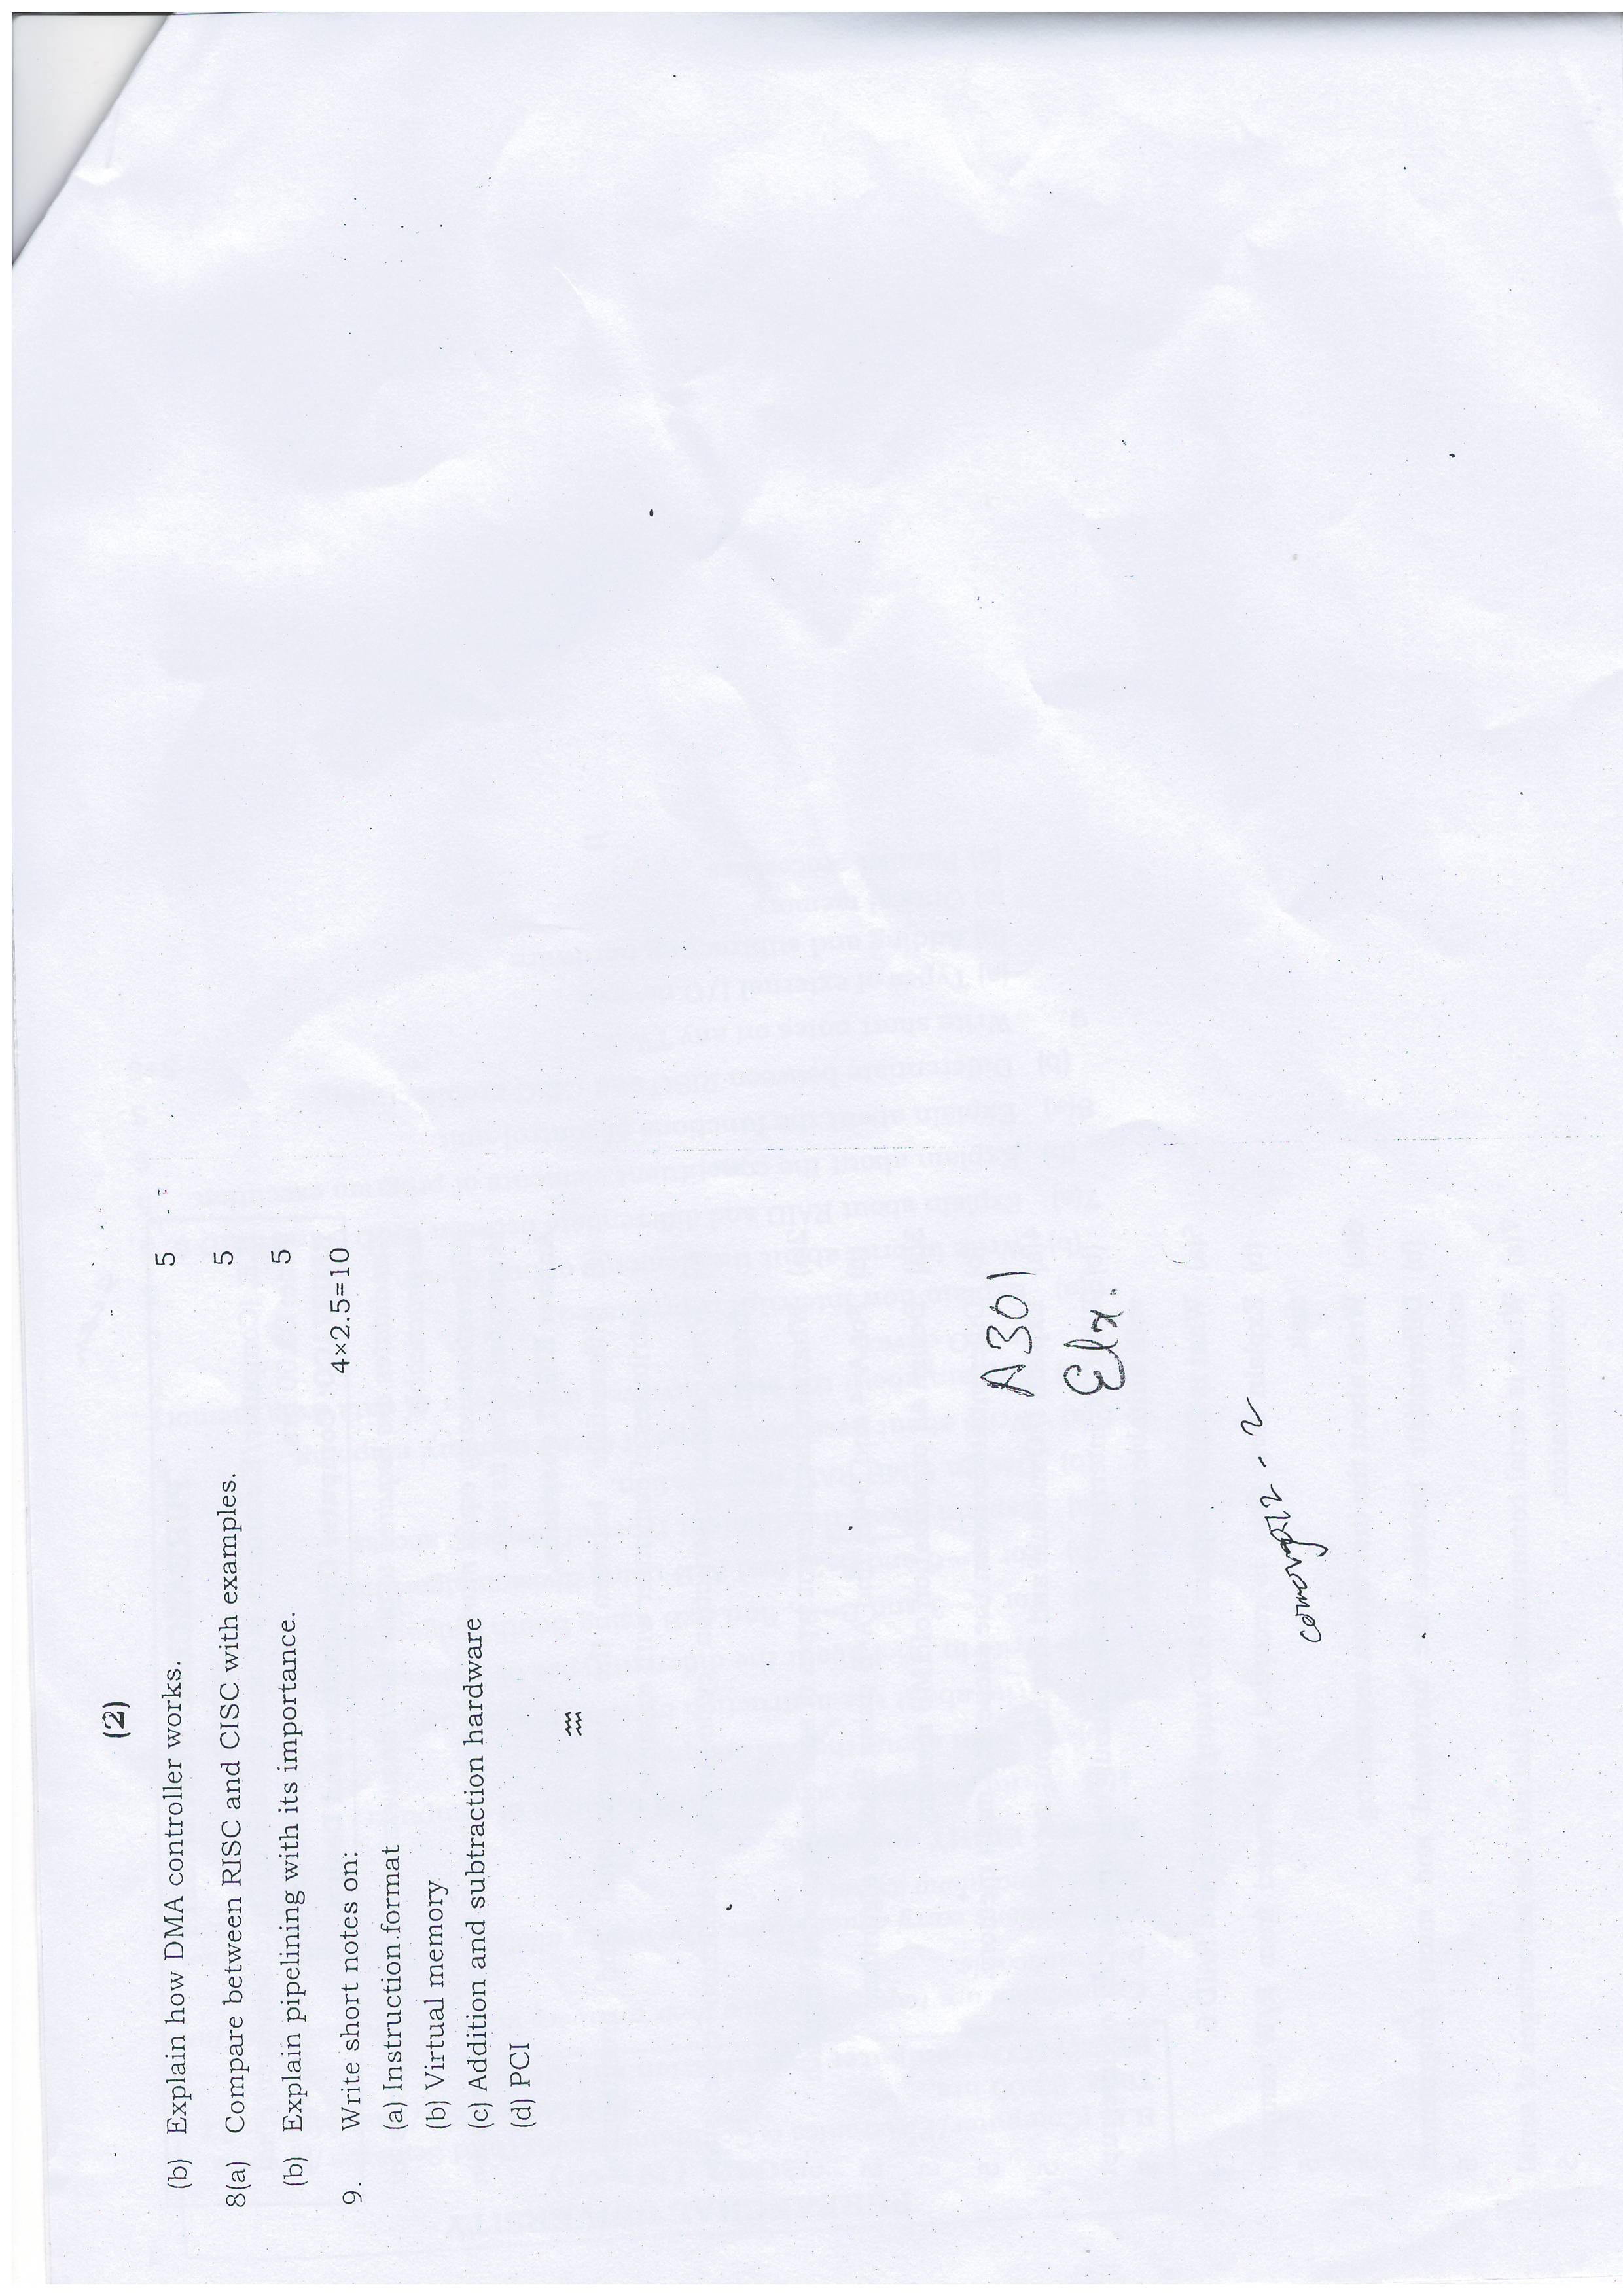 (2)
(b) Explain how DMA controller works. 5
8(a) Compare between RISC and CISC with examples. 5
(b) Explain pipelining with its importance. 5
9. Write short notes on: 4×2.5=10
(a) Instruction format
(b) Virtual memory
(c) Addition and subtraction hardware
(d) PCI
A301
Elx.